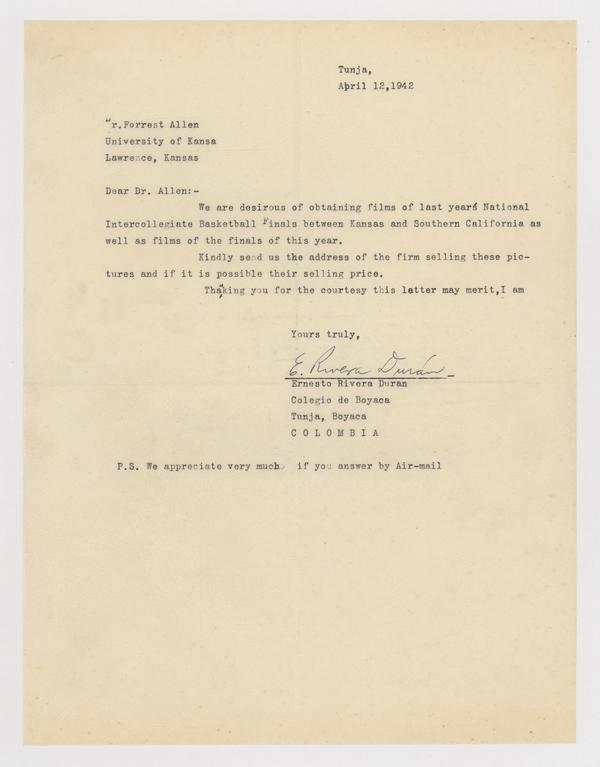 Tunja,
April 12,1942
Dr.Forrest Allen
University of Kansa
Lawrence, Kansas
Dear Dr. Allen:-
We are desirous of obtaining films of last years National
Intercollegiate Basketball Finals between Kansas and Southern California as
well as films of the finals of this year.
Kindly send us the address of the firm selling these pic-
tures and if it is possible their selling price.
Thanking you for the courtesy this latter may merit,I am
Yours truly,
E. Rivera Durán
Ernesto Rivera Duran
Colegio de Boyaca
Tunja, Boyaca
C O L O M B I A
P.S. We appreciate very much if you answer by Air-mail